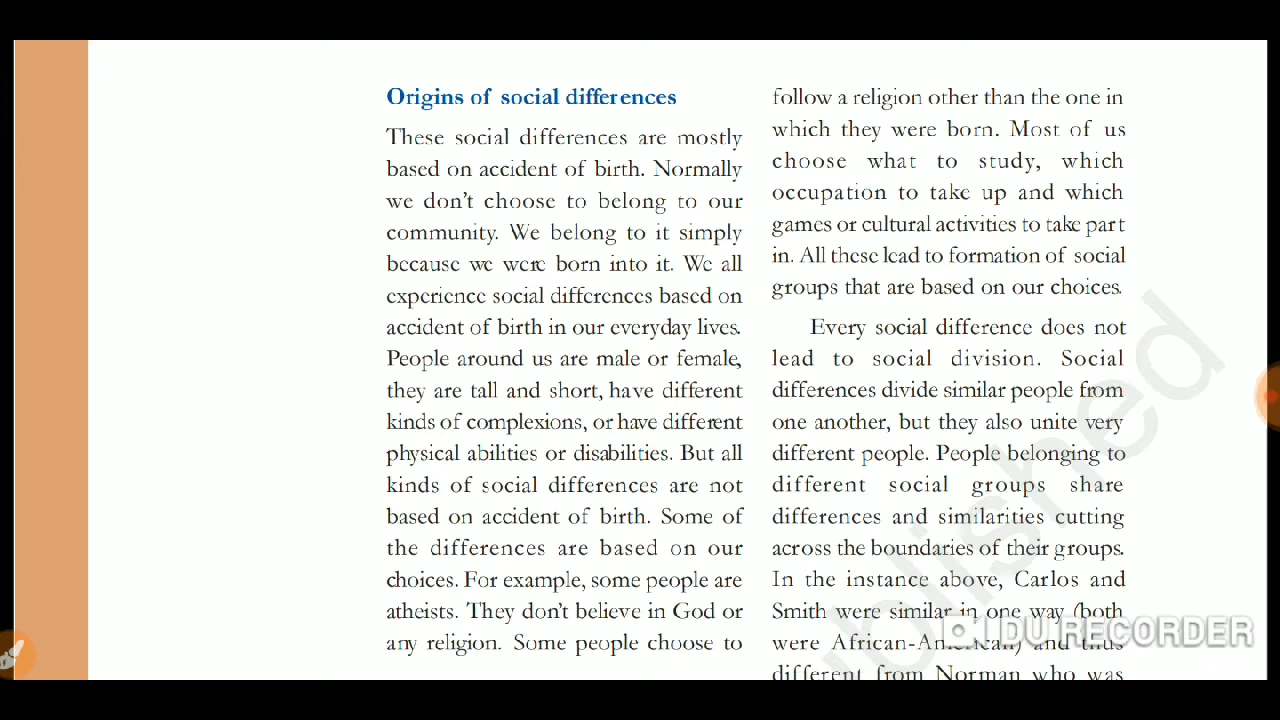 Origins of social differences
These social differences are mostly
based on accident of birth. Normally
we don't choose to belong to our
community. We belong to it simply
because we were born into it. We all
experience social differences based on
accident of birth in our everyday lives.
People around us are male or female,
they are tall and short, have different
kinds of complexions, or have different
physical abilities or disabilities. But all
kinds of social differences are not
based on accident of birth. Some of
the differences are based on our
choices. For example, some people are
atheists. They don't believe in God or
any religion. Some people choose to
follow a religion other than the one in
which they were born. Most of us
choose what to study, which
occupation to take up and which
games or cultural activities to take part
in. All these lead to formation of social
groups that are based on our choices.
Every social difference does not
lead to social division. Social
differences divide similar people from
one another, but they also unite very
different people. People belonging to
different social groups share
differences and similarities cutting
across the boundaries of their groups.
In the instance above, Carlos and
Smith were similar in one way (both
were African-American) and thus
different from Norman who was
blished
DU RECORDER